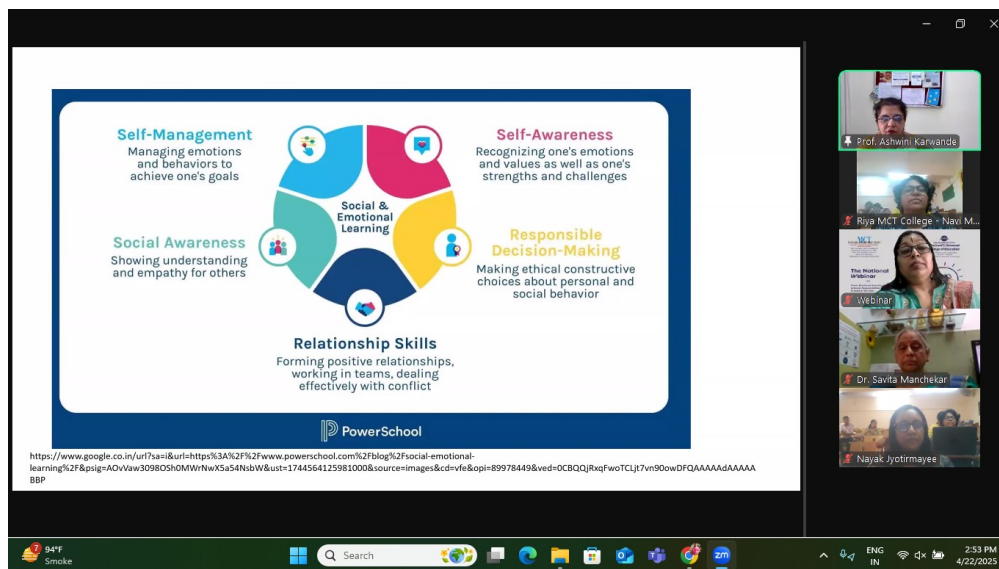 Self-Management
Managing emotions
and behaviors to
achieve one's goals
Self-Awareness
Recognizing one's emotions
and values as well as one's
strengths and challenges
Social &
Emotional
Learning
Social Awareness
Showing understanding
and empathy for others
Responsible
Decision-Making
Making ethical constructive
choices about personal and
social behavior
Relationship Skills
Forming positive relationships,
working in teams, dealing
effectively with conflict
PowerSchool
https://www.google.co.in/url?sa=i&url=https%3A%2F%2Fwww.powerschool.com%2Fblog%2Fsocial-emotional-
learning%2F&psig=AOvVaw3098OSh0MWrNwX5a54NsbW&ust=1744564125981000&source=images&cd=vfe&opi=89978449&ved=0CBQQjRxqFwoTCLjt7vn90owDFQAAAAAdAAAAA
BBP
Prof. Ashwini Karwande
Riya MCT College - Navi M...
MCT
The National
Webinar
Webinar
Dr. Savita Manchekar
Nayak Jyotirmayee
7
94°F
Smoke
Search
zm
ENG
IN
2:53 PM
4/22/2025